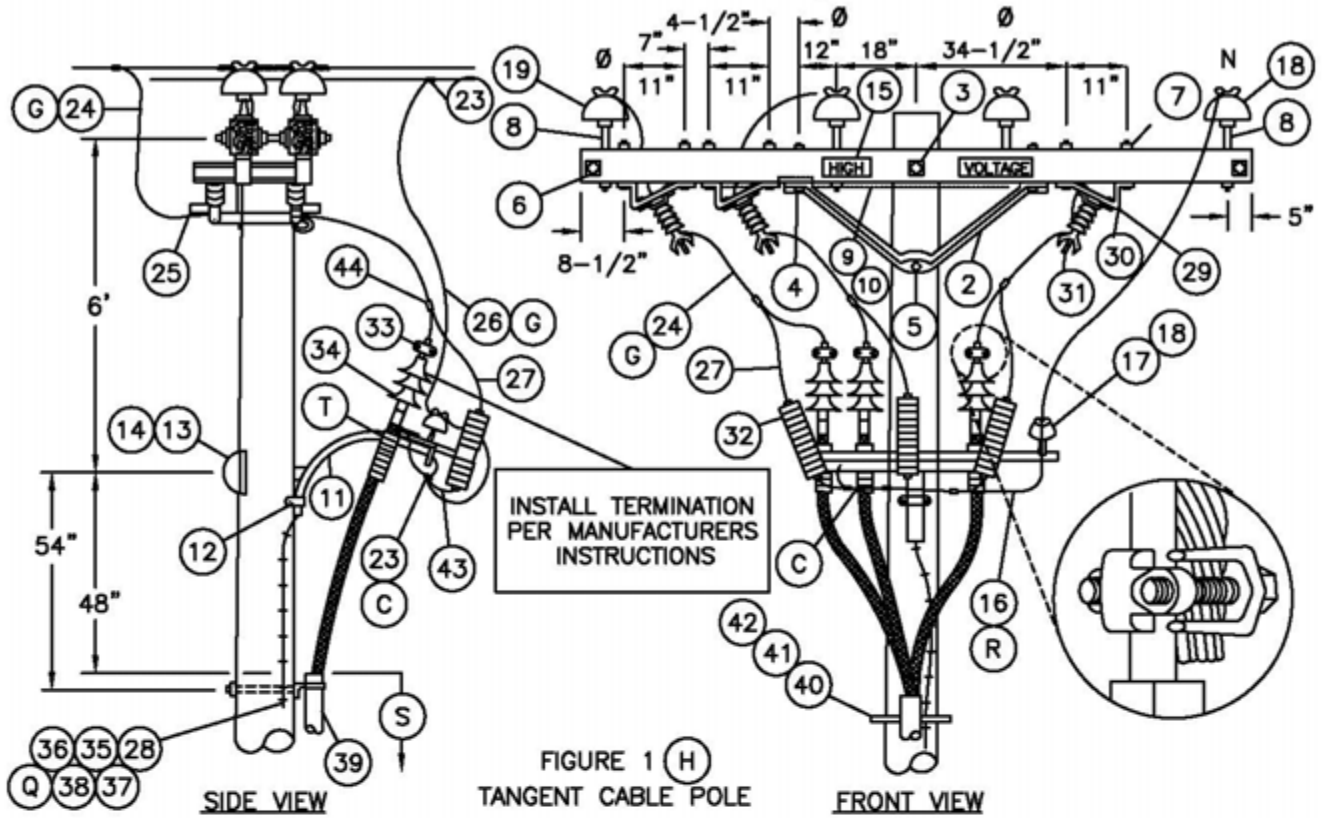 4-1/2"
Ø
Ø
7"
12"
18"
34-1/2"
N
19
Ø
11"
11"
15
3
11"
7
18
G
24
23
8
8
HIGH
VOLTAGE
6
5"
25
8-1/2"
4
9
10
5
2
31
30
29
6'
44
26
G
33
34
27
G
24
27
18
17
T
32
14
13
11
12
INSTALL TERMINATION
PER MANUFACTURERS
INSTRUCTIONS
54"
48"
23
43
C
C
16
R
42
41
40
S
36
35
28
Q
38
37
39
FIGURE 1 H
TANGENT CABLE POLE
SIDE VIEW
FRONT VIEW